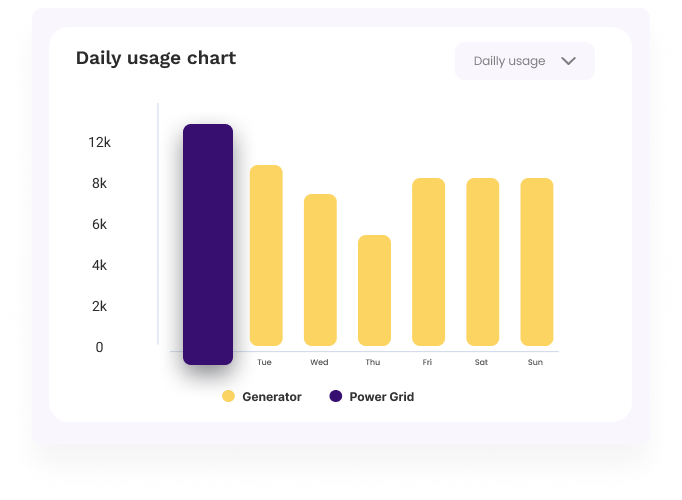 Daily usage chart
Dailly usage
12k
8k
6k
4k
2k
0
Tue Wed Thu Fri Sat Sun
Generator Power Grid